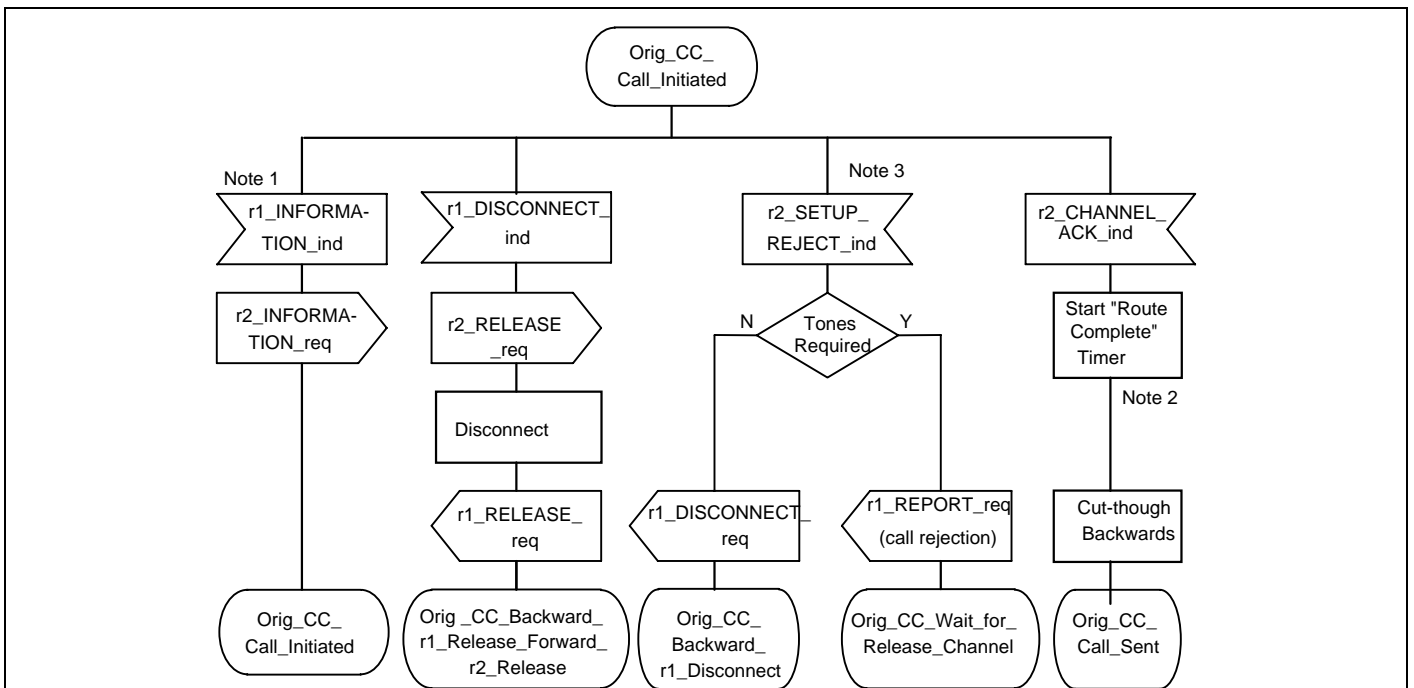 Orig_CC_
Call_Initiated
Note 1
r1_INFORMA-
TION_ind
r1_DISCONNECT_
ind
Note 3
r2_SETUP_
REJECT_ind
r2_CHANNEL_
ACK_ind
r2_INFORMA-
TION_req
r2_RELEASE
_req
N
Tones
Required
Y
Start "Route
Complete"
Timer
Note 2
Disconnect
r1_RELEASE_
req
r1_DISCONNECT_
req
r1_REPORT_req
(call rejection)
Cut-though
Backwards
Orig_CC_
Call_Initiated
Orig _CC_Backward_
r1_Release_Forward_
r2_Release
Orig_CC_
Backward_
r1_Disconnect
Orig_CC_Wait_for_
Release_Channel
Orig_CC_
Call_Sent